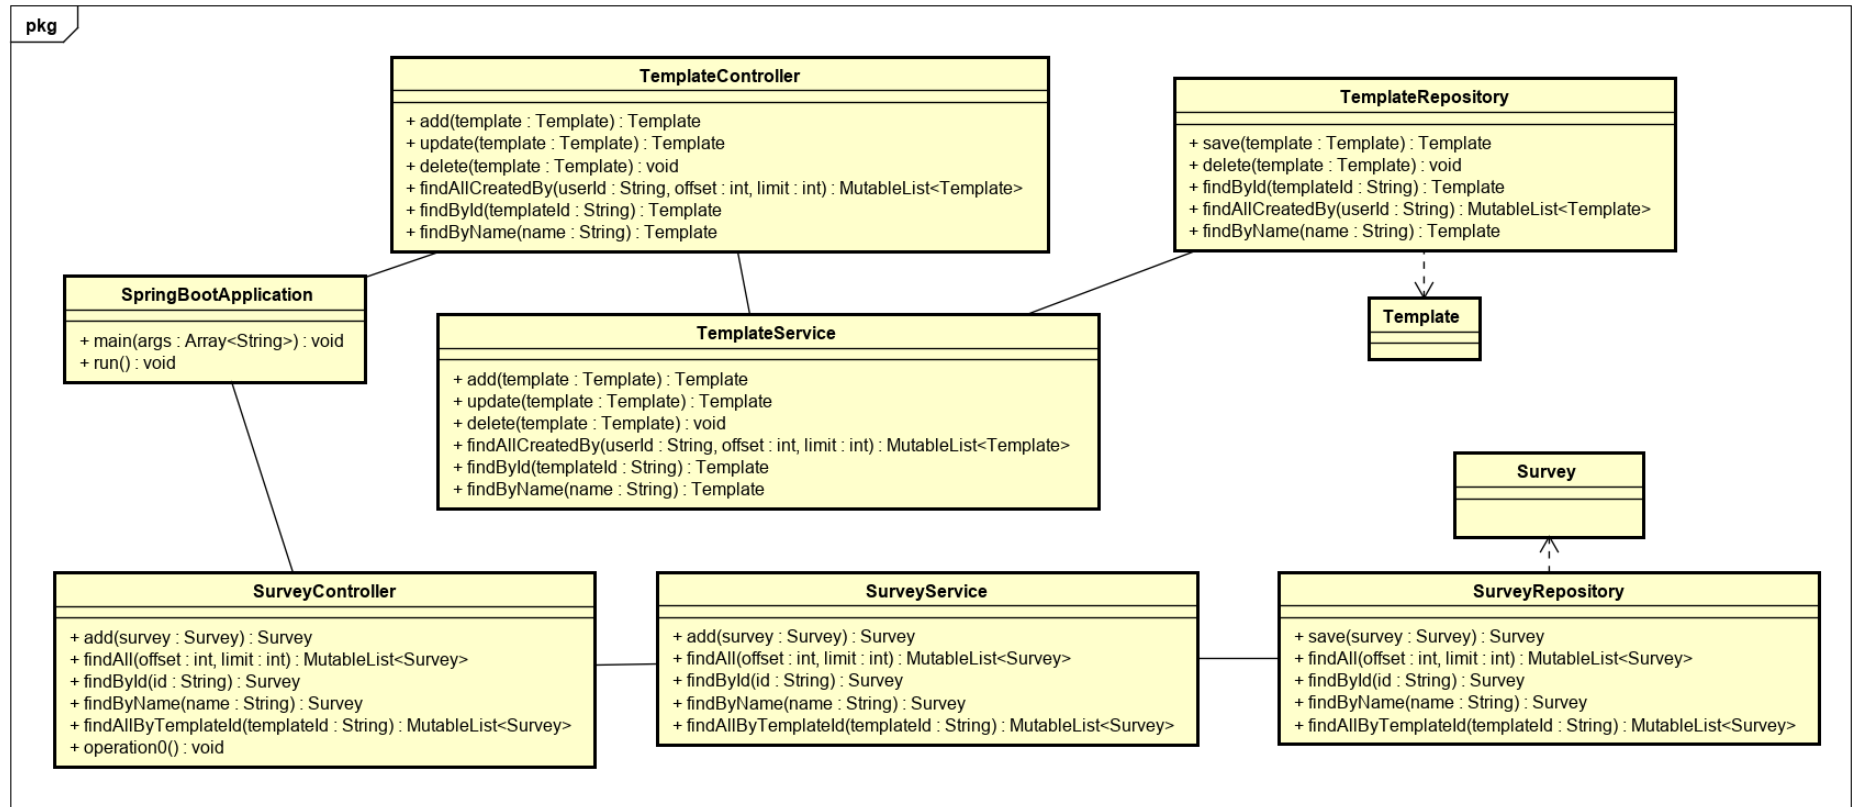 pkg
TemplateController
+ add(template : Template) : Template
+ update(template : Template) : Template
+ delete(template : Template) : void
+ findAllCreatedBy(userId : String, offset : int, limit : int) : MutableList<Template>
+ findById(templateId : String) : Template
+ findByName(name : String) : Template
TemplateRepository
+ save(template : Template) : Template
+ delete(template : Template) : void
+ findById(templateId : String) : Template
+ findAllCreatedBy(userId : String) : MutableList<Template>
+ findByName(name : String) : Template
SpringBootApplication
+ main(args : Array<String>) : void
+ run() : void
TemplateService
+ add(template : Template) : Template
+ update(template : Template) : Template
+ delete(template : Template) : void
+ findAllCreatedBy(userId : String, offset : int, limit : int) : MutableList<Template>
+ findById(templateId : String) : Template
+ findByName(name : String) : Template
Template
Survey
SurveyController
+ add(survey : Survey) : Survey
+ findAll(offset : int, limit : int) : MutableList<Survey>
+ findById(id : String) : Survey
+ findByName(name : String) : Survey
+ findAllByTemplateId(templateId : String) : MutableList<Survey>
+ operation0() : void
SurveyService
+ add(survey : Survey) : Survey
+ findAll(offset : int, limit : int) : MutableList<Survey>
+ findById(id : String) : Survey
+ findByName(name : String) : Survey
+ findAllByTemplateId(templateId : String) : MutableList<Survey>
SurveyRepository
+ save(survey : Survey) : Survey
+ findAll(offset : int, limit : int) : MutableList<Survey>
+ findById(id : String) : Survey
+ findByName(name : String) : Survey
+ findAllByTemplateId(templateId : String) : MutableList<Survey>